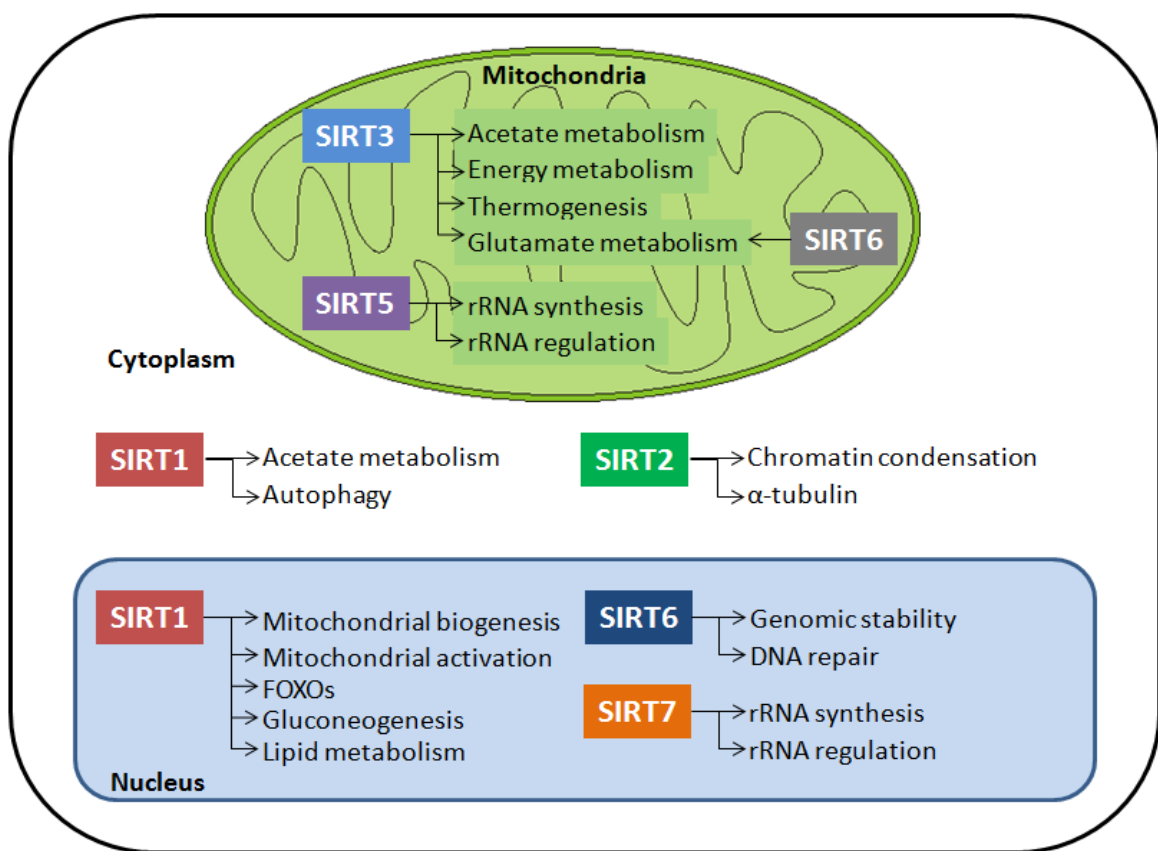 Mitochondria
SIRT3
Acetate metabolism
Energy metabolism
Thermogenesis
Glutamate metabolism
SIRT6
SIRT5
rRNA synthesis
rRNA regulation
Cytoplasm
SIRT1
Acetate metabolism
Autophagy
SIRT2
Chromatin condensation
α-tubulin
SIRT1
Mitochondrial biogenesis
Mitochondrial activation
FOXOs
Gluconeogenesis
Lipid metabolism
SIRT6
Genomic stability
DNA repair
SIRT7
rRNA synthesis
rRNA regulation
Nucleus